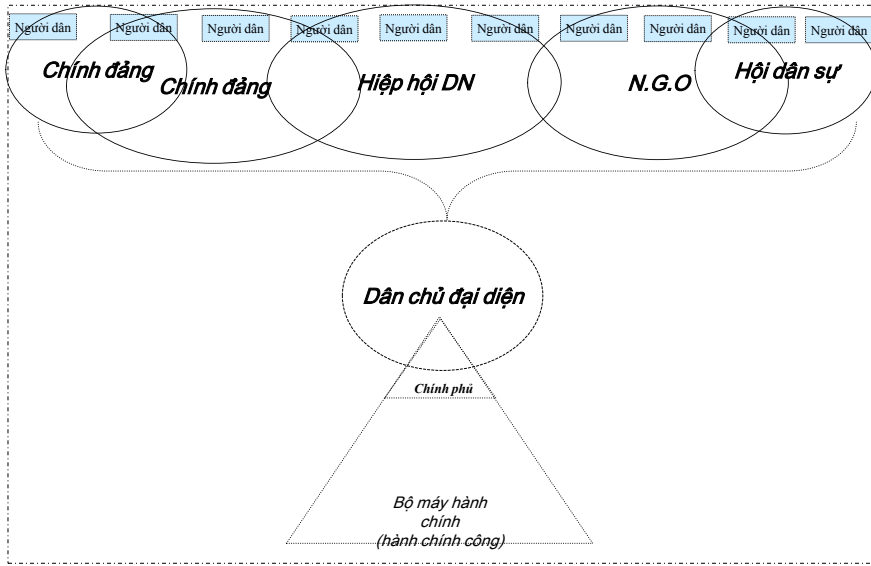 Người dân Người dân Người dân Người dân Người dân Người dân Người dân Người dân Người dân Người dân
Chính đảng
Chính đảng
Hiệp hội DN
N.G.O
Hội dân sự
Dân chủ đại diện
Chính phủ
Bộ máy hành
chính
(hành chính công)